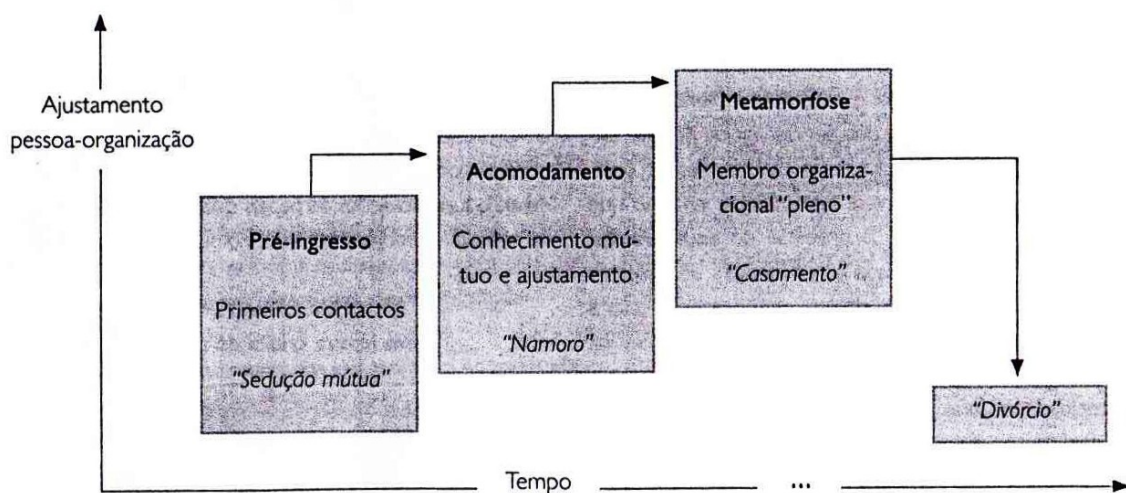 Ajustamento
pessoa-organização
Pré-Ingresso
Primeiros contactos
"Sedução mútua"
Acomodamento
Conhecimento mú-
tuo e ajustamento
"Namoro"
Metamorfose
Membro organiza-
cional "pleno"
"Casamento"
"Divórcio"
Tempo
...